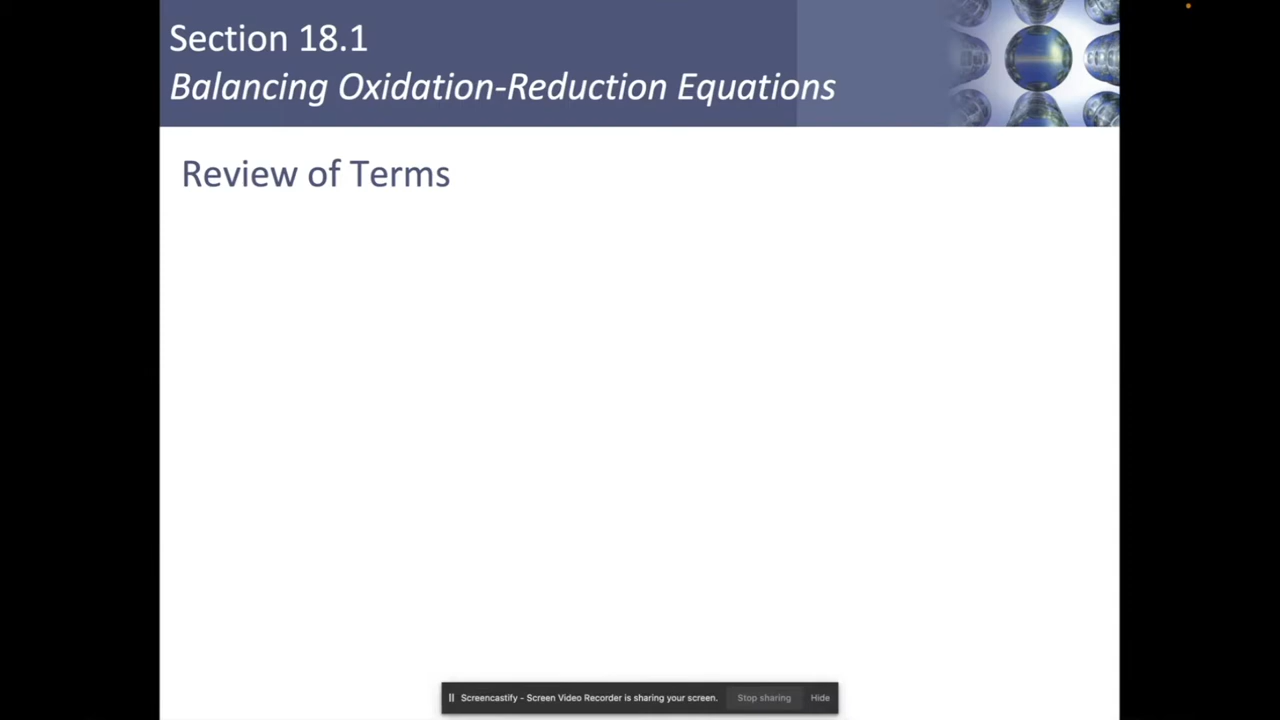 Section 18.1
Balancing Oxidation-Reduction Equations
Review of Terms
Screencastify - Screen Video Recorder is sharing your screen. Stop sharing Hide